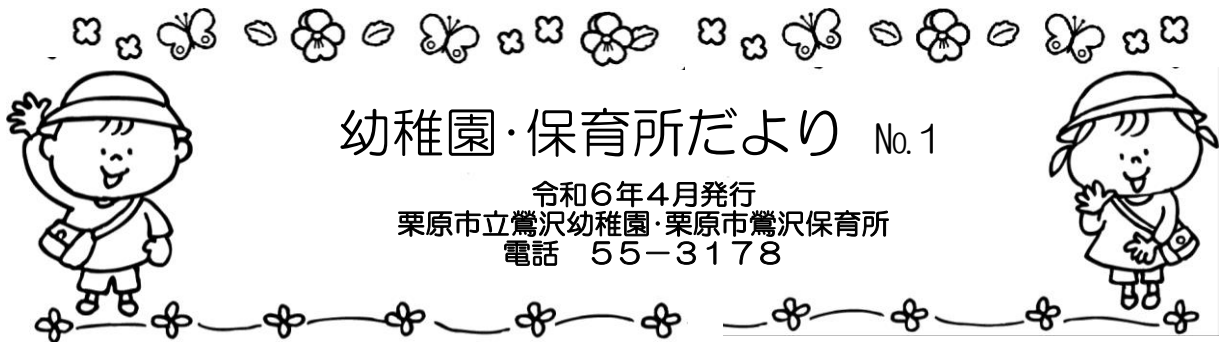 幼稚園・保育所だより №1
令和６年４月発行
栗原市立鶯沢幼稚園・栗原市鶯沢保育所
電話　５５－３１７８